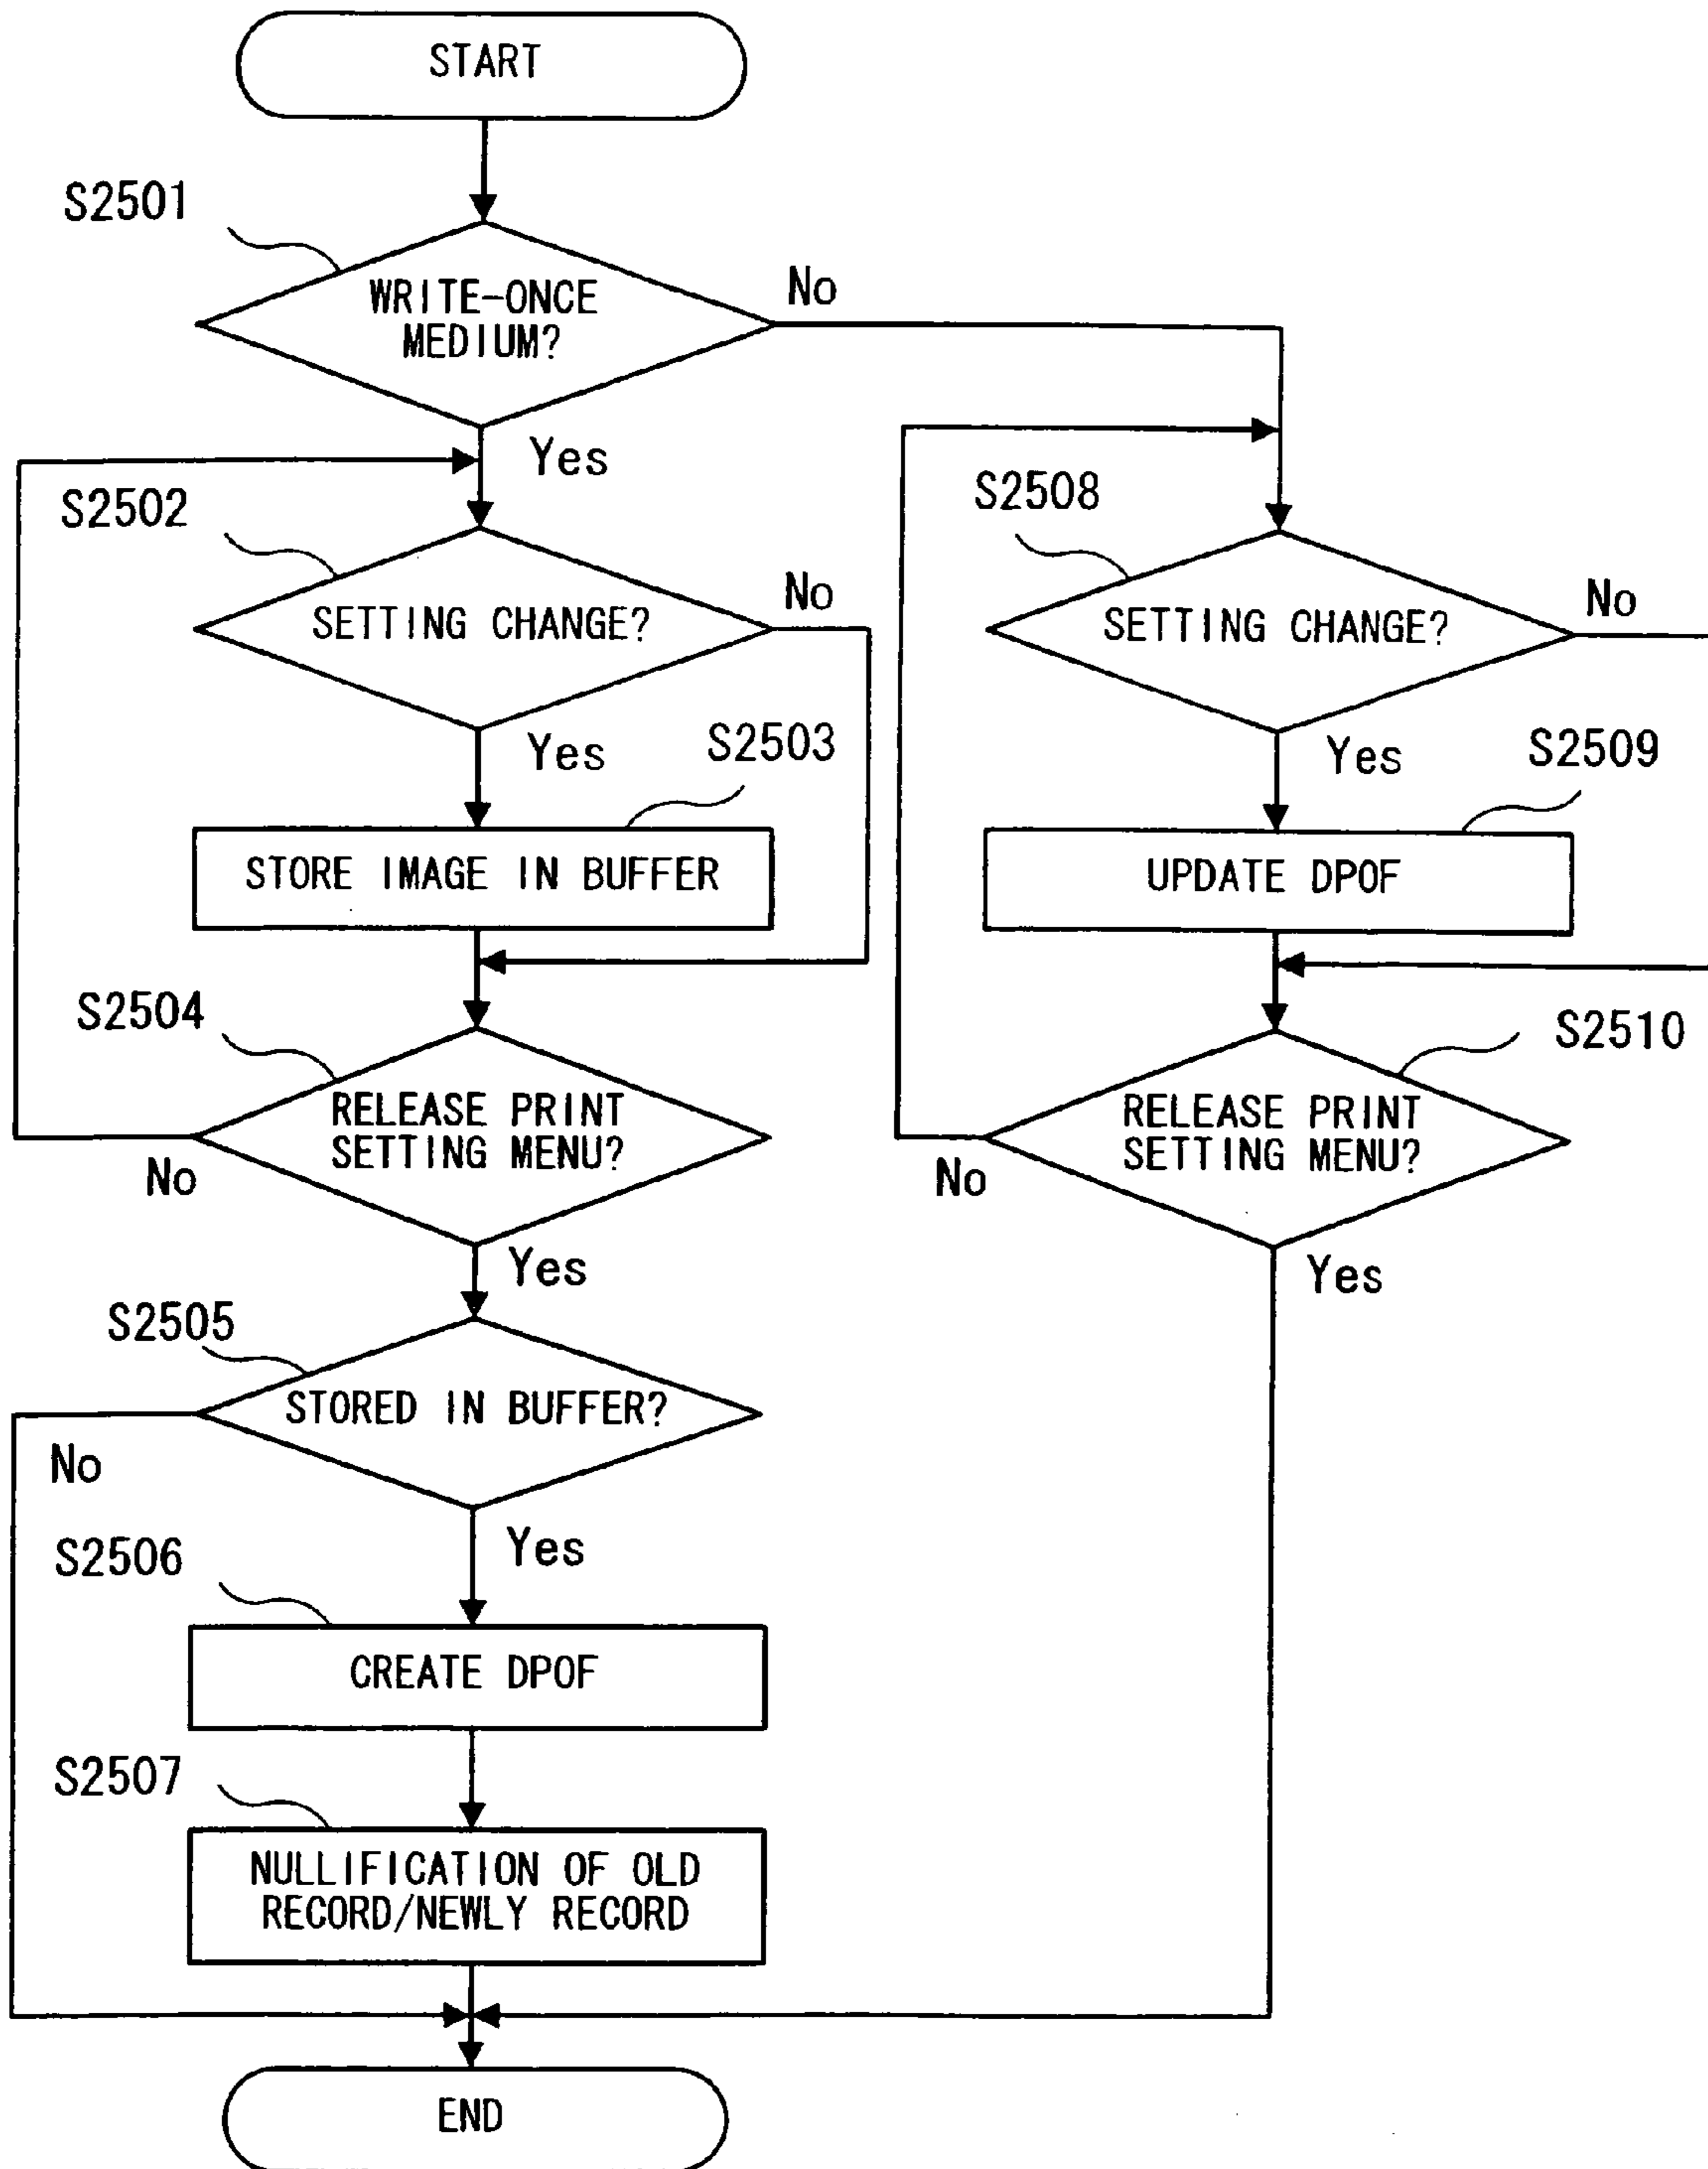 START
S2501
WRITE-ONCE
MEDIUM?
No
Yes
S2502
SETTING CHANGE?
No
Yes
S2503
STORE IMAGE IN BUFFER
S2504
RELEASE PRINT
SETTING MENU?
No
Yes
S2505
STORED IN BUFFER?
No
Yes
S2506
CREATE DPOF
S2507
NULLIFICATION OF OLD
RECORD/NEWLY RECORD
END
S2508
SETTING CHANGE?
No
Yes
S2509
UPDATE DPOF
S2510
RELEASE PRINT
SETTING MENU?
No
Yes